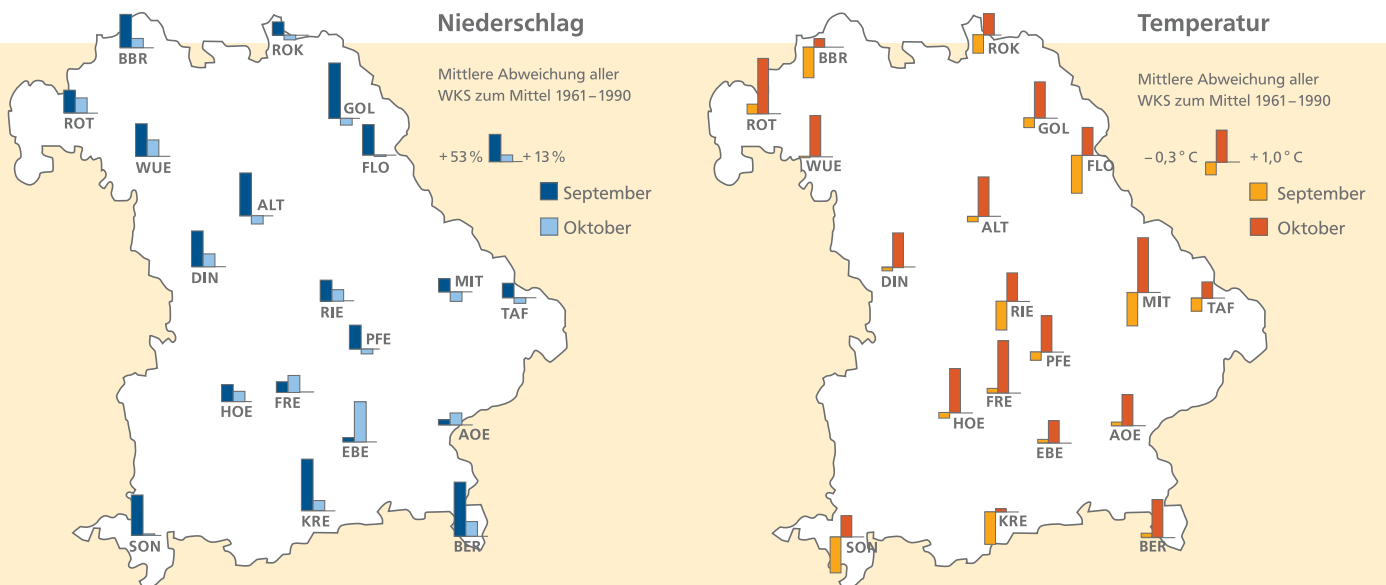 Niederschlag
Mittlere Abweichung aller
WKS zum Mittel 1961–1990
+ 53 % + 13 %
September
Oktober
BBR
ROK
ROT
GOL
WUE
FLO
ALT
DIN
MIT
RIE
TAF
PFE
HOE
FRE
EBE
AOE
KRE
SON
BER
Temperatur
Mittlere Abweichung aller
WKS zum Mittel 1961–1990
– 0,3 ° C + 1,0 ° C
September
Oktober
ROK
BBR
ROT
GOL
WUE
FLO
ALT
DIN
MIT
RIE
TAF
PFE
FRE
HOE
AOE
EBE
KRE
SON
BER